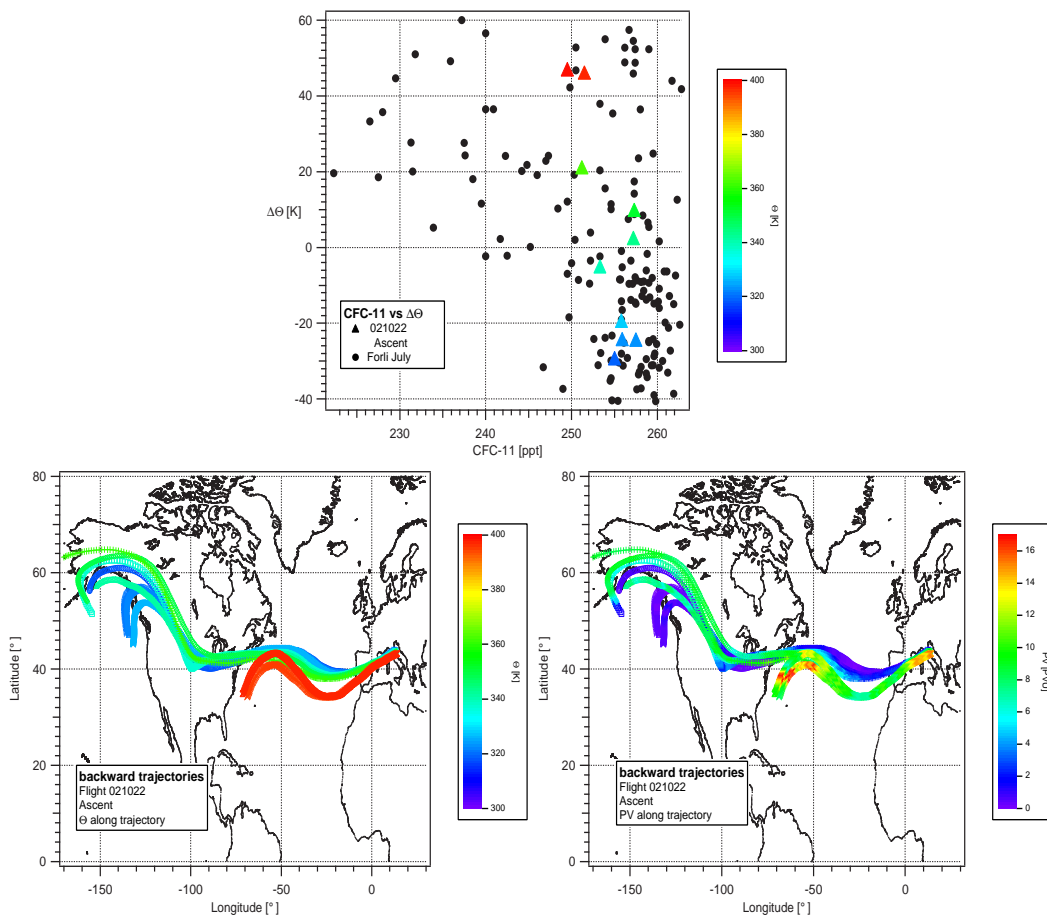 60
40
20
0
-20
-40
ΔΘ [K]
CFC-11 vs ΔΘ
021022
Ascent
Forli July
230
240
250
260
CFC-11 [ppt]
400
380
360
340
320
300
Θ [K]
80
60
40
20
0
Latitude [°]
backward trajectories
Flight 021022
Ascent
Θ along trajectory
-150
-100
-50
0
Longitude [°]
400
380
360
340
320
300
Θ [K]
80
60
40
20
0
Latitude [°]
backward trajectories
Flight 021022
Ascent
PV along trajectory
-150
-100
-50
0
Longitude [°]
16
14
12
10
8
6
4
2
0
PV [PVU]